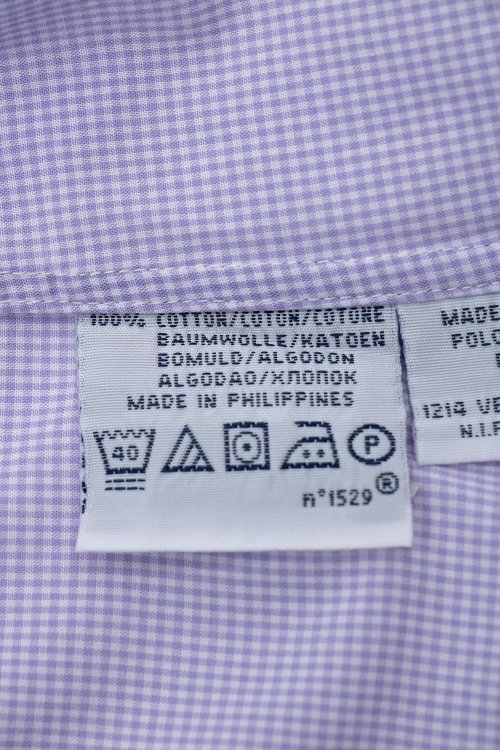 100% COTTON/COTON/COTONE
BAUMWOLLE/KATOEN
BOMULD/ALGODON
ALGODAO/ХЛОПОК
MADE IN PHILIPPINES
40
P
n°1529®
MADE
POLO
1214 VE
N.I.F